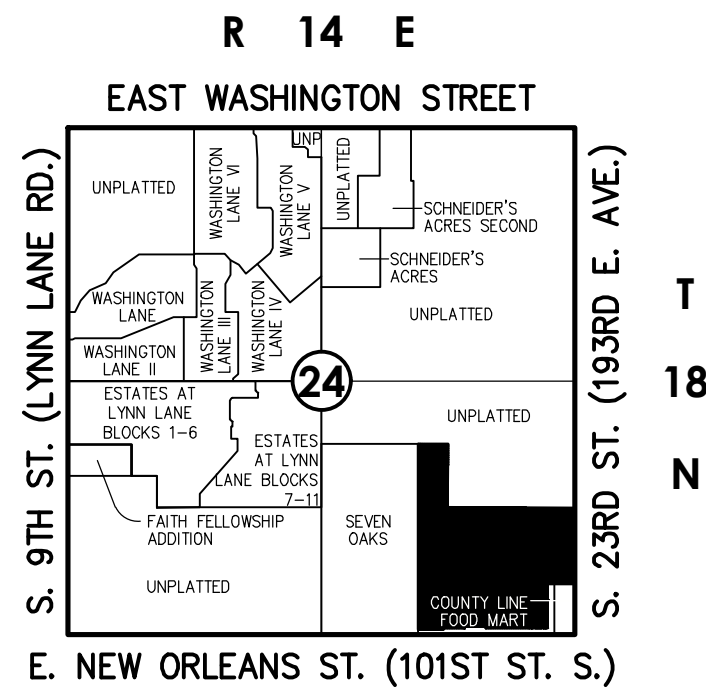 R 14 E
EAST WASHINGTON STREET
S. 9TH ST. (LYNN LANE RD.)
S. 23RD ST. (193RD E. AVE.)
T
18
N
UNPLATTED
WASHINGTON
LANE VI
WASHINGTON
LANE V
UNP
UNPLATTED
SCHNEIDER'S
ACRES SECOND
SCHNEIDER'S
ACRES
UNPLATTED
WASHINGTON
LANE
WASHINGTON
LANE II
WASHINGTON
LANE III
WASHINGTON
LANE IV
24
ESTATES AT
LYNN LANE
BLOCKS 1-6
ESTATES
AT LYNN
LANE BLOCKS
7-11
UNPLATTED
FAITH FELLOWSHIP
ADDITION
SEVEN
OAKS
UNPLATTED
COUNTY LINE
FOOD MART
E. NEW ORLEANS ST. (101ST ST. S.)